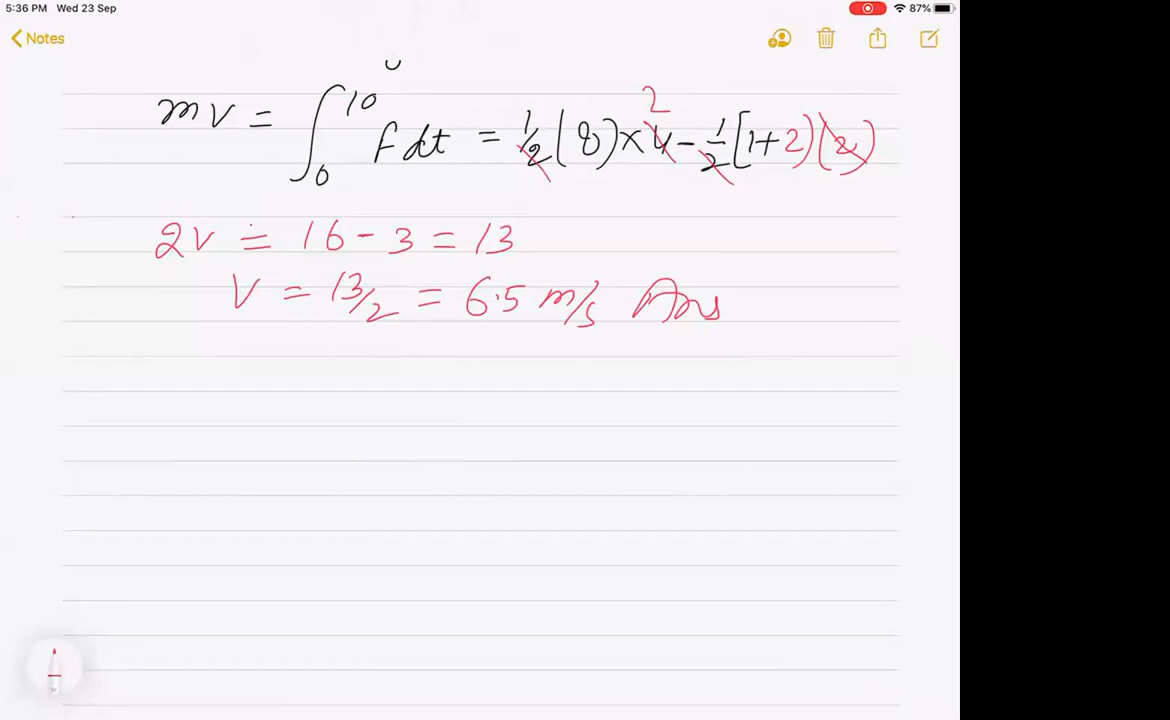 5:36 PM Wed 23 Sep 87%
Notes
mv = ∫₀¹⁰ F dt = 1/2 (8) × 4 - 1/2 [1 + 2) (2)
2
2v = 16 - 3 = 13
V = 13/2 = 6.5 m/s Ans